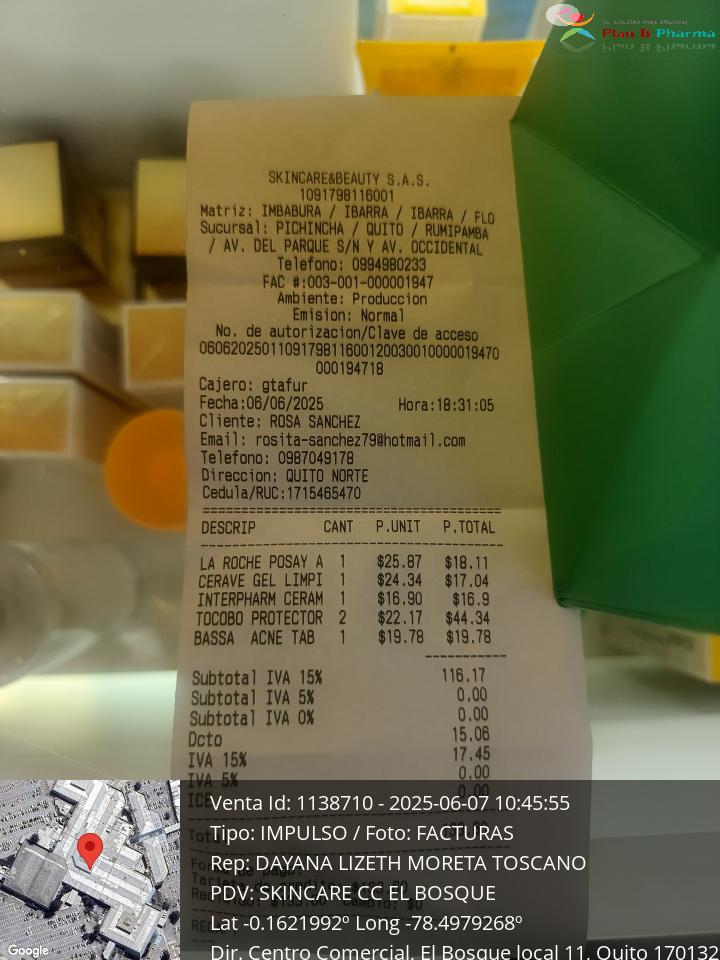 Su solución más efectiva!
Plan B Pharma
SKINCARE&BEAUTY S.A.S.
1091798116001
Matriz: IMBABURA / IBARRA / IBARRA / FLO
Sucursal: PICHINCHA / QUITO / RUMIPAMBA
/ AV. DEL PARQUE S/N Y AV. OCCIDENTAL
Telefono: 0994980233
FAC #:003-001-000001947
Ambiente: Produccion
Emision: Normal
No. de autorizacion/Clave de acceso
0606202501109179811600120030010000019470
000194718
Cajero: gtafur
Fecha:06/06/2025 Hora:18:31:05
Cliente: ROSA SANCHEZ
Email: rosita-sanchez79@hotmail.com
Telefono: 0987049178
Direccion: QUITO NORTE
Cedula/RUC:1715465470
DESCRIP CANT P.UNIT P.TOTAL
LA ROCHE POSAY A 1 $25.87 $18.11
CERAVE GEL LIMPI 1 $24.34 $17.04
INTERPHARM CERAM 1 $16.90 $16.9
TOCOBO PROTECTOR 2 $22.17 $44.34
BASSA ACNE TAB 1 $19.78 $19.78
Subtotal IVA 15% 116.17
Subtotal IVA 5% 0.00
Subtotal IVA 0% 0.00
Dcto 15.06
IVA 15% 17.45
IVA 5% 0.00
ICE 0.00
Venta Id: 1138710 - 2025-06-07 10:45:55
Tipo: IMPULSO / Foto: FACTURAS
Rep: DAYANA LIZETH MORETA TOSCANO
PDV: SKINCARE CC EL BOSQUE
Lat -0.1621992º Long -78.4979268º
Dir. Centro Comercial, El Bosque local 11, Quito 170132
Google